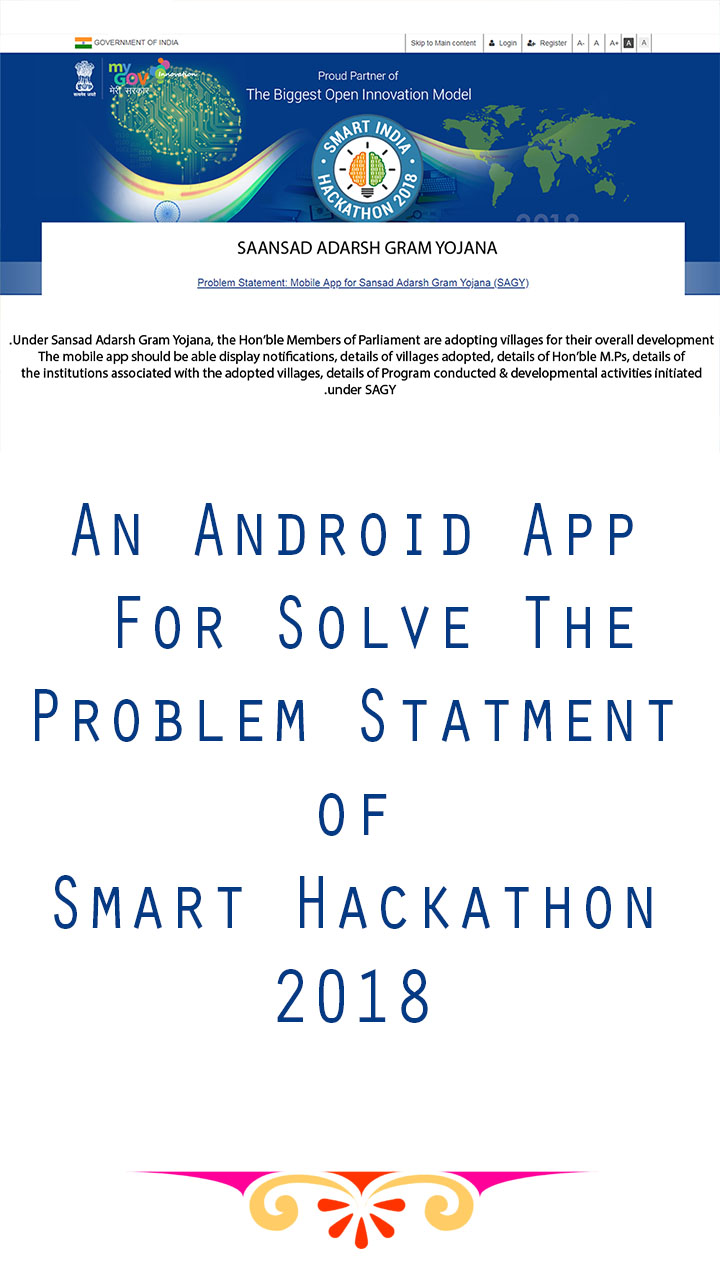 GOVERNMENT OF INDIA
Skip to Main content Login Register A- A A+ A A
my
GOV
मेरी सरकार
Innovation
सत्यमेव जयते
Proud Partner of
The Biggest Open Innovation Model
SMART INDIA
HACKATHON 2018
2018
SAANSAD ADARSH GRAM YOJANA
Problem Statement: Mobile App for Sansad Adarsh Gram Yojana (SAGY)
.Under Sansad Adarsh Gram Yojana, the Hon'ble Members of Parliament are adopting villages for their overall development
The mobile app should be able display notifications, details of villages adopted, details of Hon'ble M.Ps, details of
the institutions associated with the adopted villages, details of Program conducted & developmental activities initiated
.under SAGY
An Android App
For Solve The
Problem Statment
of
Smart Hackathon
2018